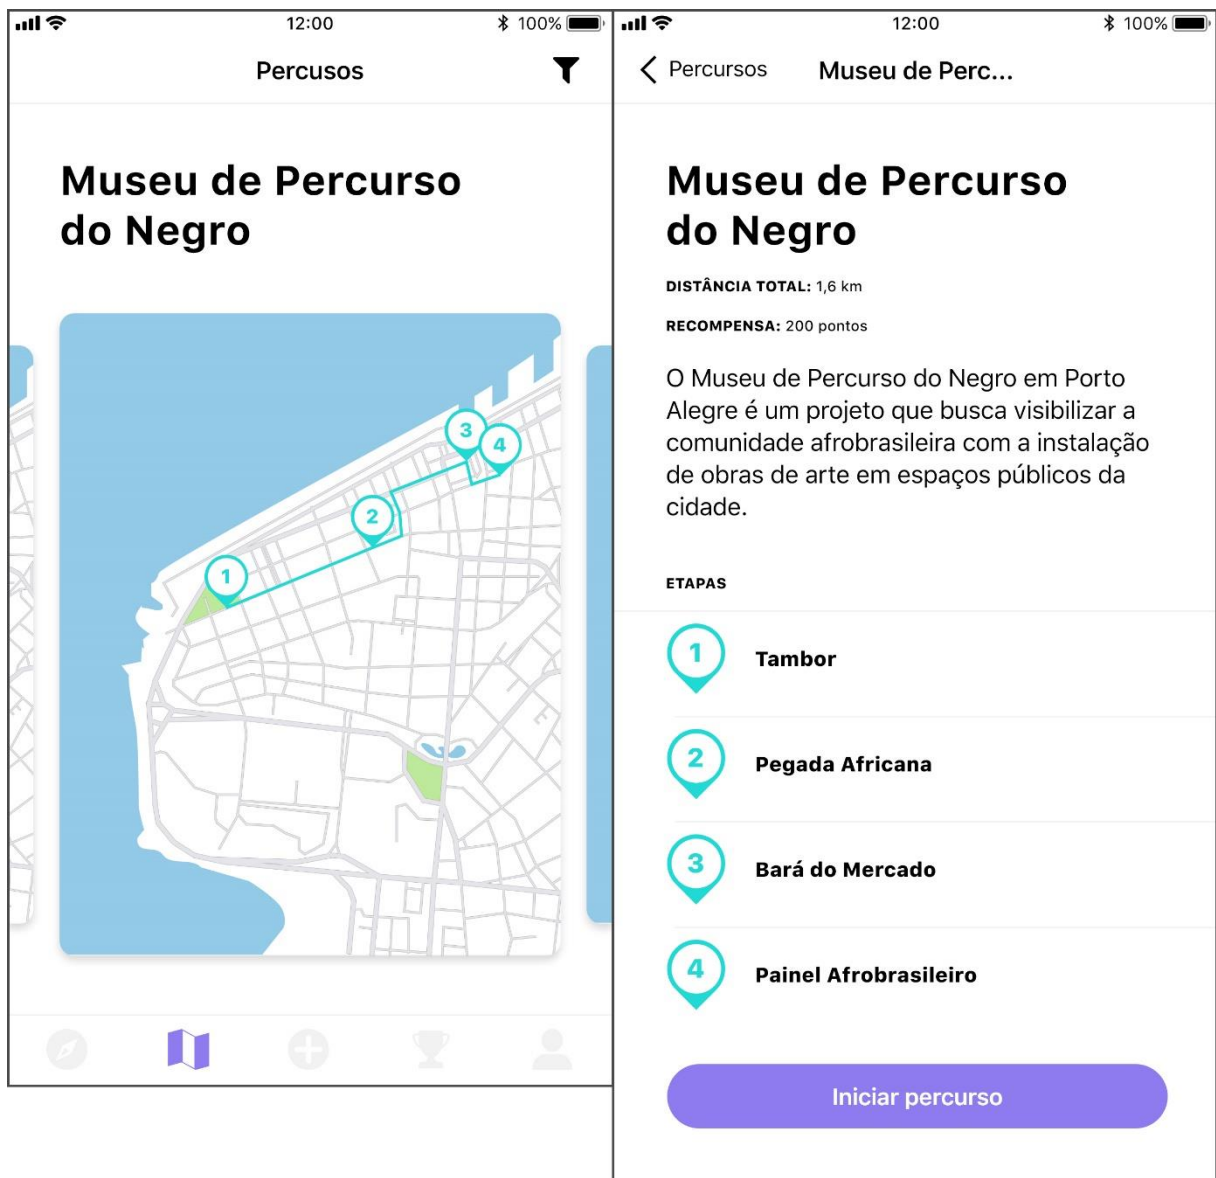 12:00
100%
Percusos
Museu de Percurso
do Negro
1
2
3
4
12:00
100%
Percursos
Museu de Perc...
Museu de Percurso
do Negro
DISTÂNCIA TOTAL: 1,6 km
RECOMPENSA: 200 pontos
O Museu de Percurso do Negro em Porto
Alegre é um projeto que busca visibilizar a
comunidade afrobrasileira com a instalação
de obras de arte em espaços públicos da
cidade.
ETAPAS
1 Tambor
2 Pegada Africana
3 Bará do Mercado
4 Painel Afrobrasileiro
Iniciar percurso